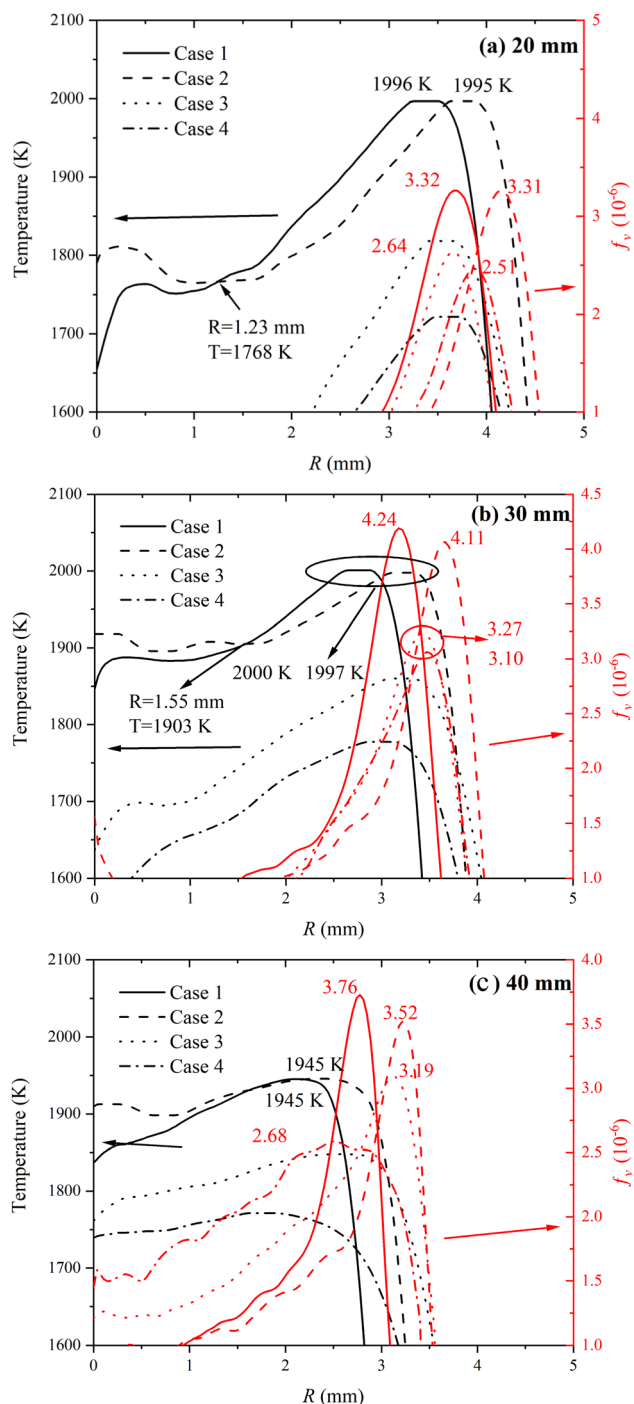 (a) 20 mm
Case 1
Case 2
Case 3
Case 4
1996 K
1995 K
3.32
3.31
2.64
2.51
R=1.23 mm
T=1768 K
2100
2000
1900
1800
1700
1600
Temperature (K)
5
4
3
2
1
f_v (10^-6)
0 1 2 3 4 5
R (mm)
(b) 30 mm
Case 1
Case 2
Case 3
Case 4
4.24
4.11
3.27
3.10
2000 K
1997 K
R=1.55 mm
T=1903 K
2100
2000
1900
1800
1700
1600
Temperature (K)
4.5
4.0
3.5
3.0
2.5
2.0
1.5
1.0
f_v (10^-6)
0 1 2 3 4 5
R (mm)
(c) 40 mm
Case 1
Case 2
Case 3
Case 4
3.76
3.52
3.19
1945 K
1945 K
2.68
2100
2000
1900
1800
1700
1600
Temperature (K)
4.0
3.5
3.0
2.5
2.0
1.5
1.0
f_v (10^-6)
0 1 2 3 4 5
R (mm)